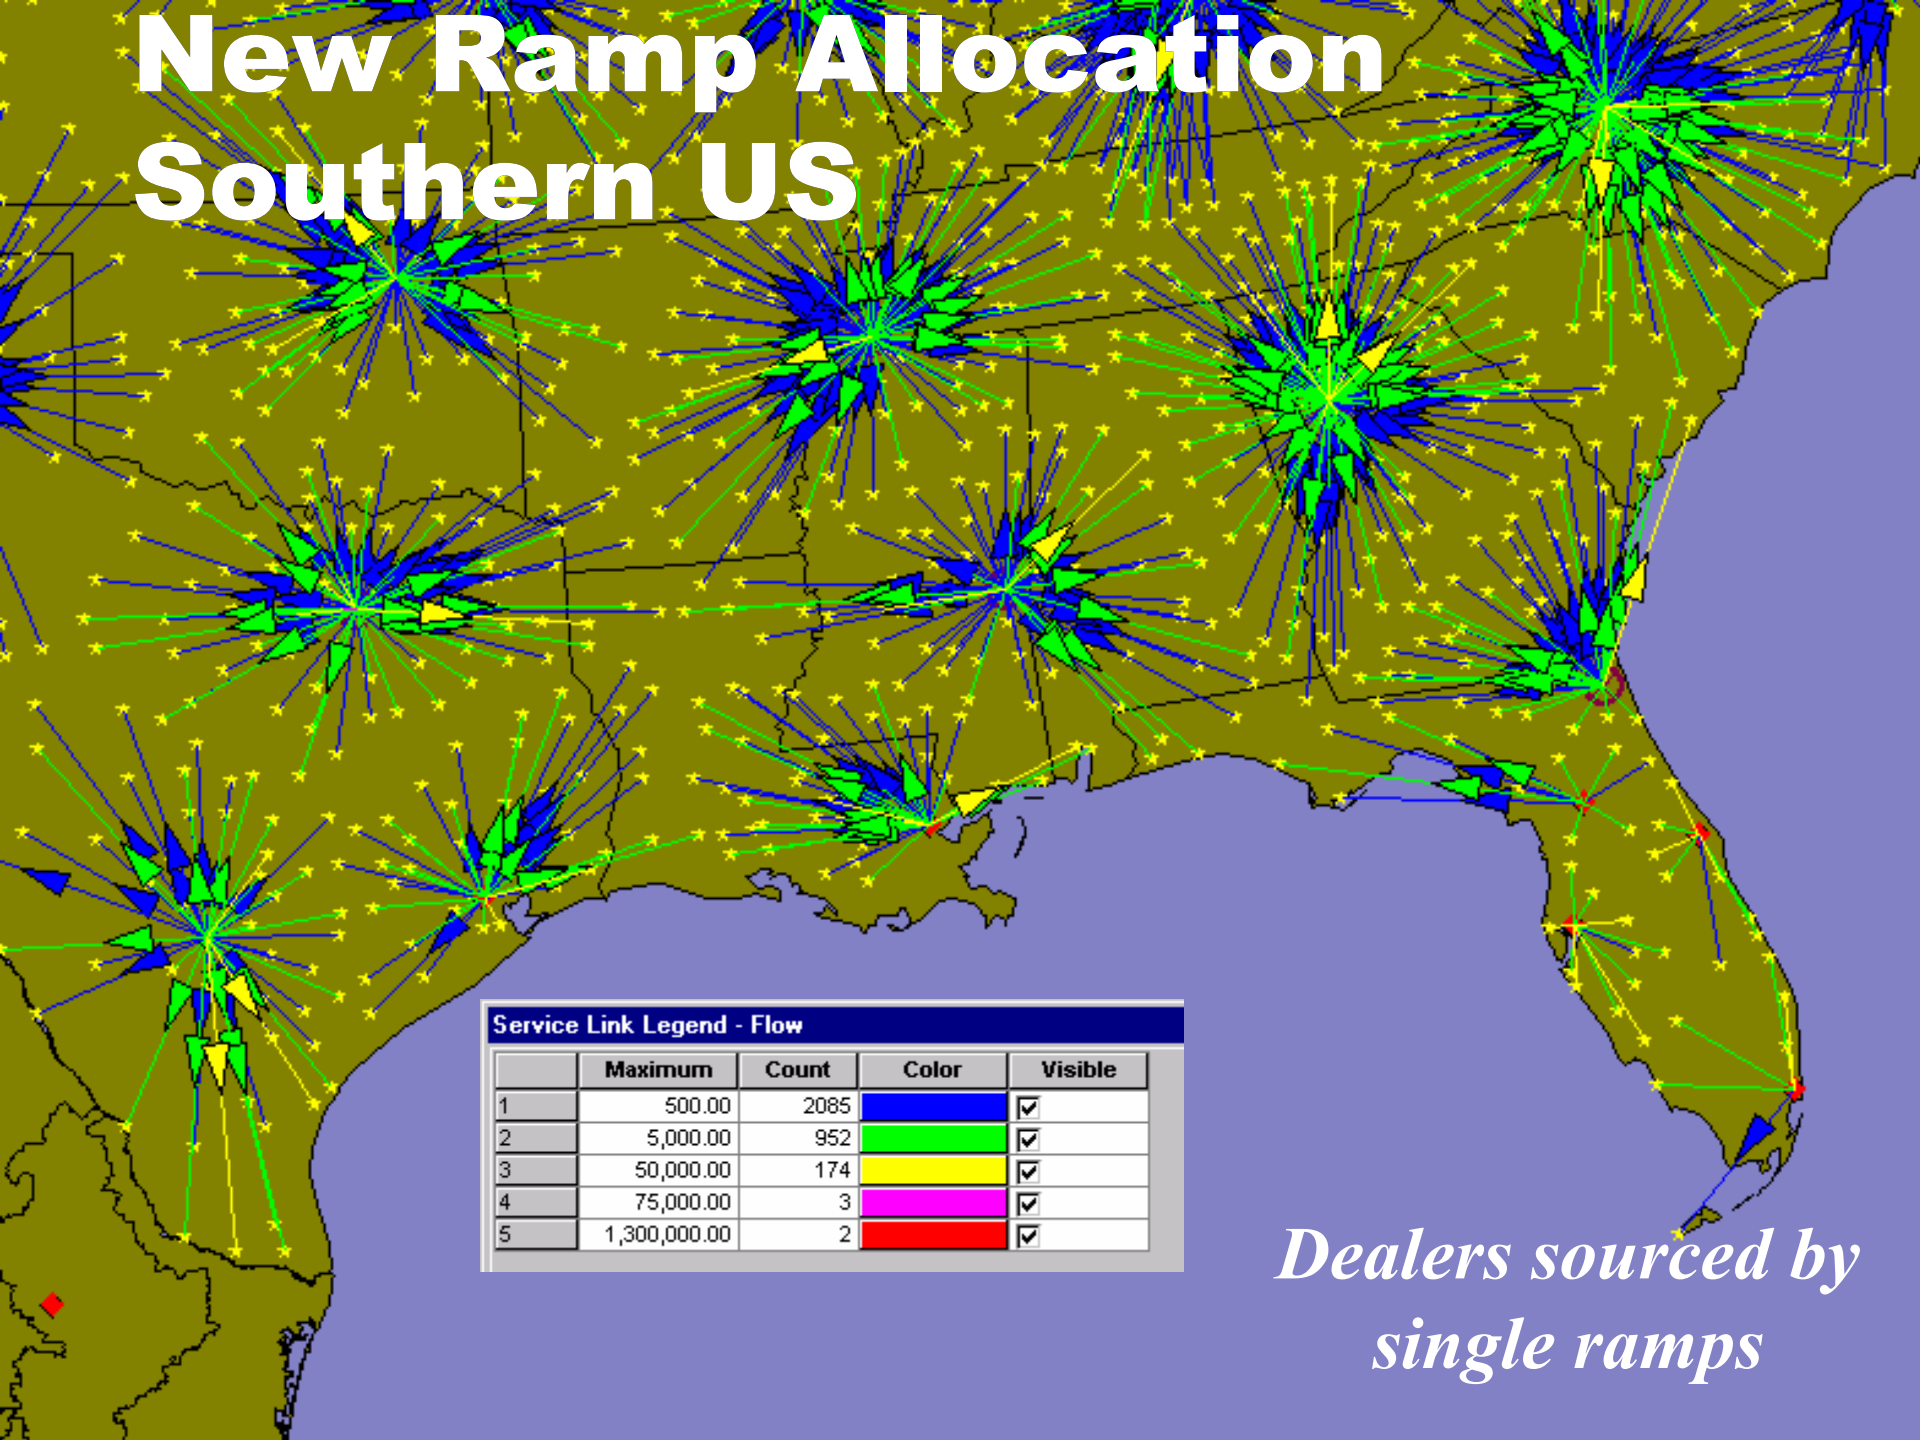 New Ramp Allocation
Southern US
Service Link Legend - Flow
Maximum Count Color Visible
1 500.00 2085
2 5,000.00 952
3 50,000.00 174
4 75,000.00 3
5 1,300,000.00 2
Dealers sourced by
single ramps